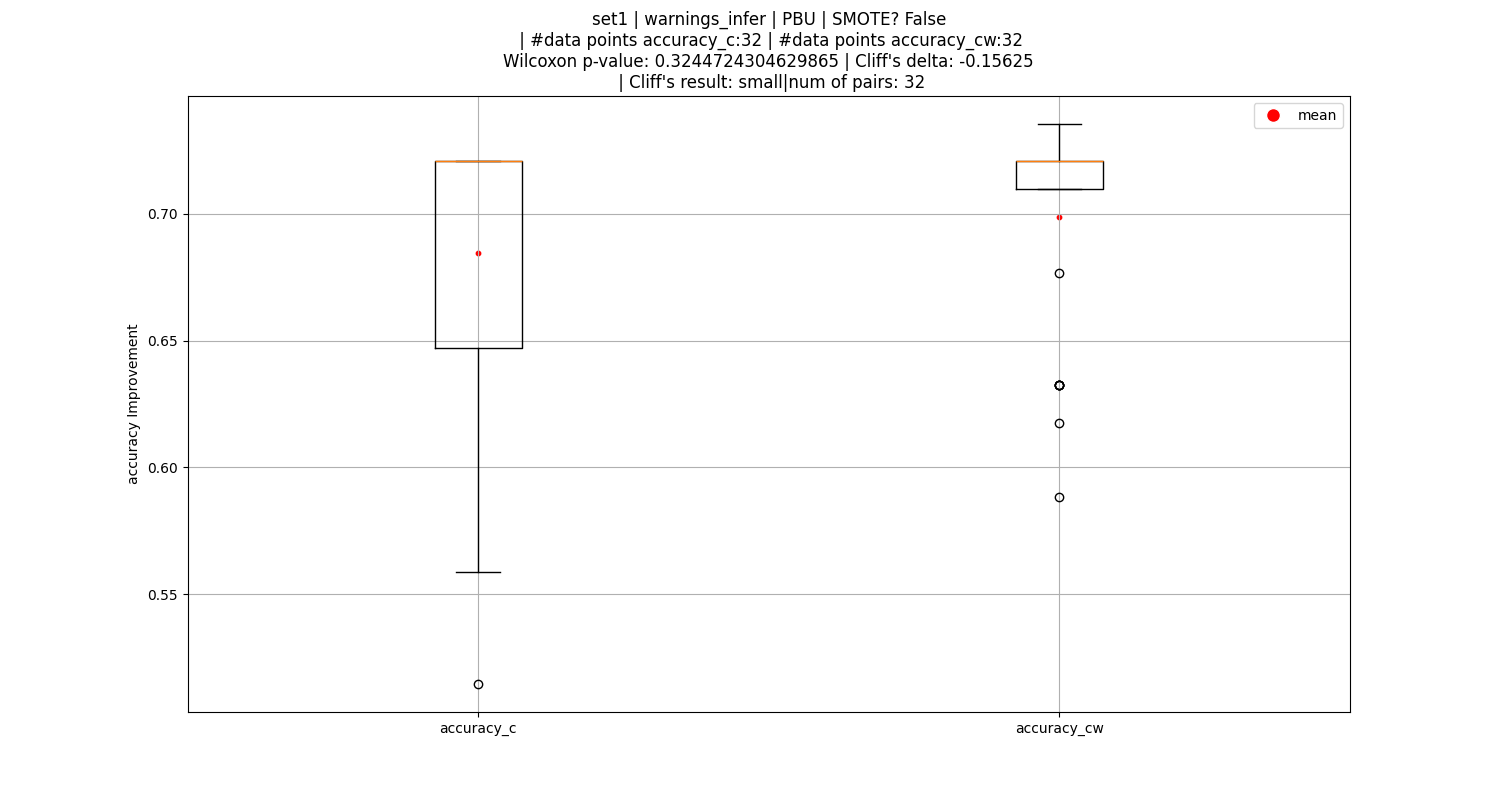 set1 | warnings_infer | PBU | SMOTE? False
| #data points accuracy_c:32 | #data points accuracy_cw:32
Wilcoxon p-value: 0.3244724304629865 | Cliff's delta: -0.15625
| Cliff's result: small|num of pairs: 32
mean
0.70
0.65
0.60
0.55
accuracy Improvement
accuracy_c
accuracy_cw